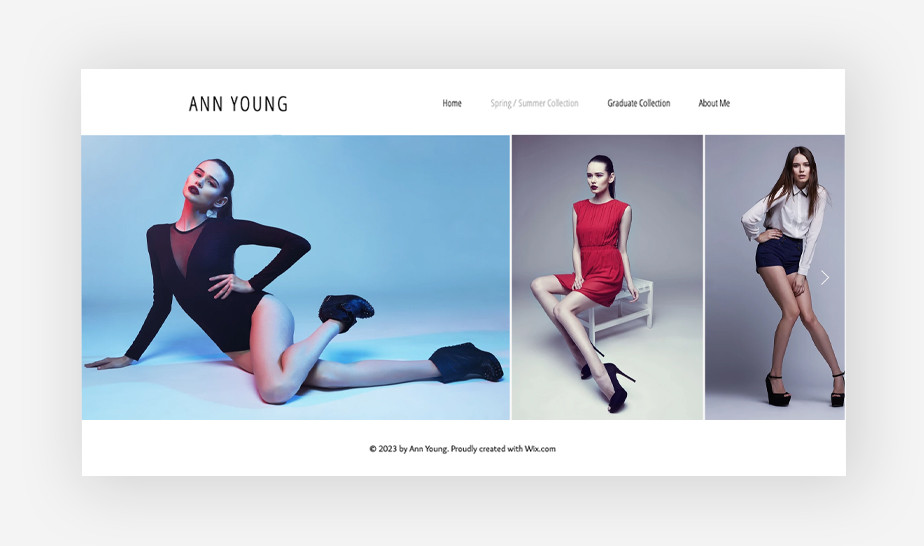 ANN YOUNG
Home
Spring / Summer Collection
Graduate Collection
About Me
© 2023 by Ann Young. Proudly created with Wix.com